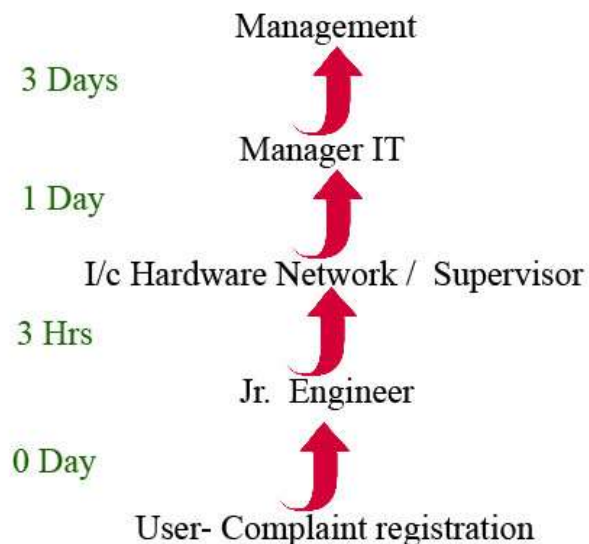 Management
3 Days
Manager IT
1 Day
I/c Hardware Network / Supervisor
3 Hrs
Jr. Engineer
0 Day
User- Complaint registration